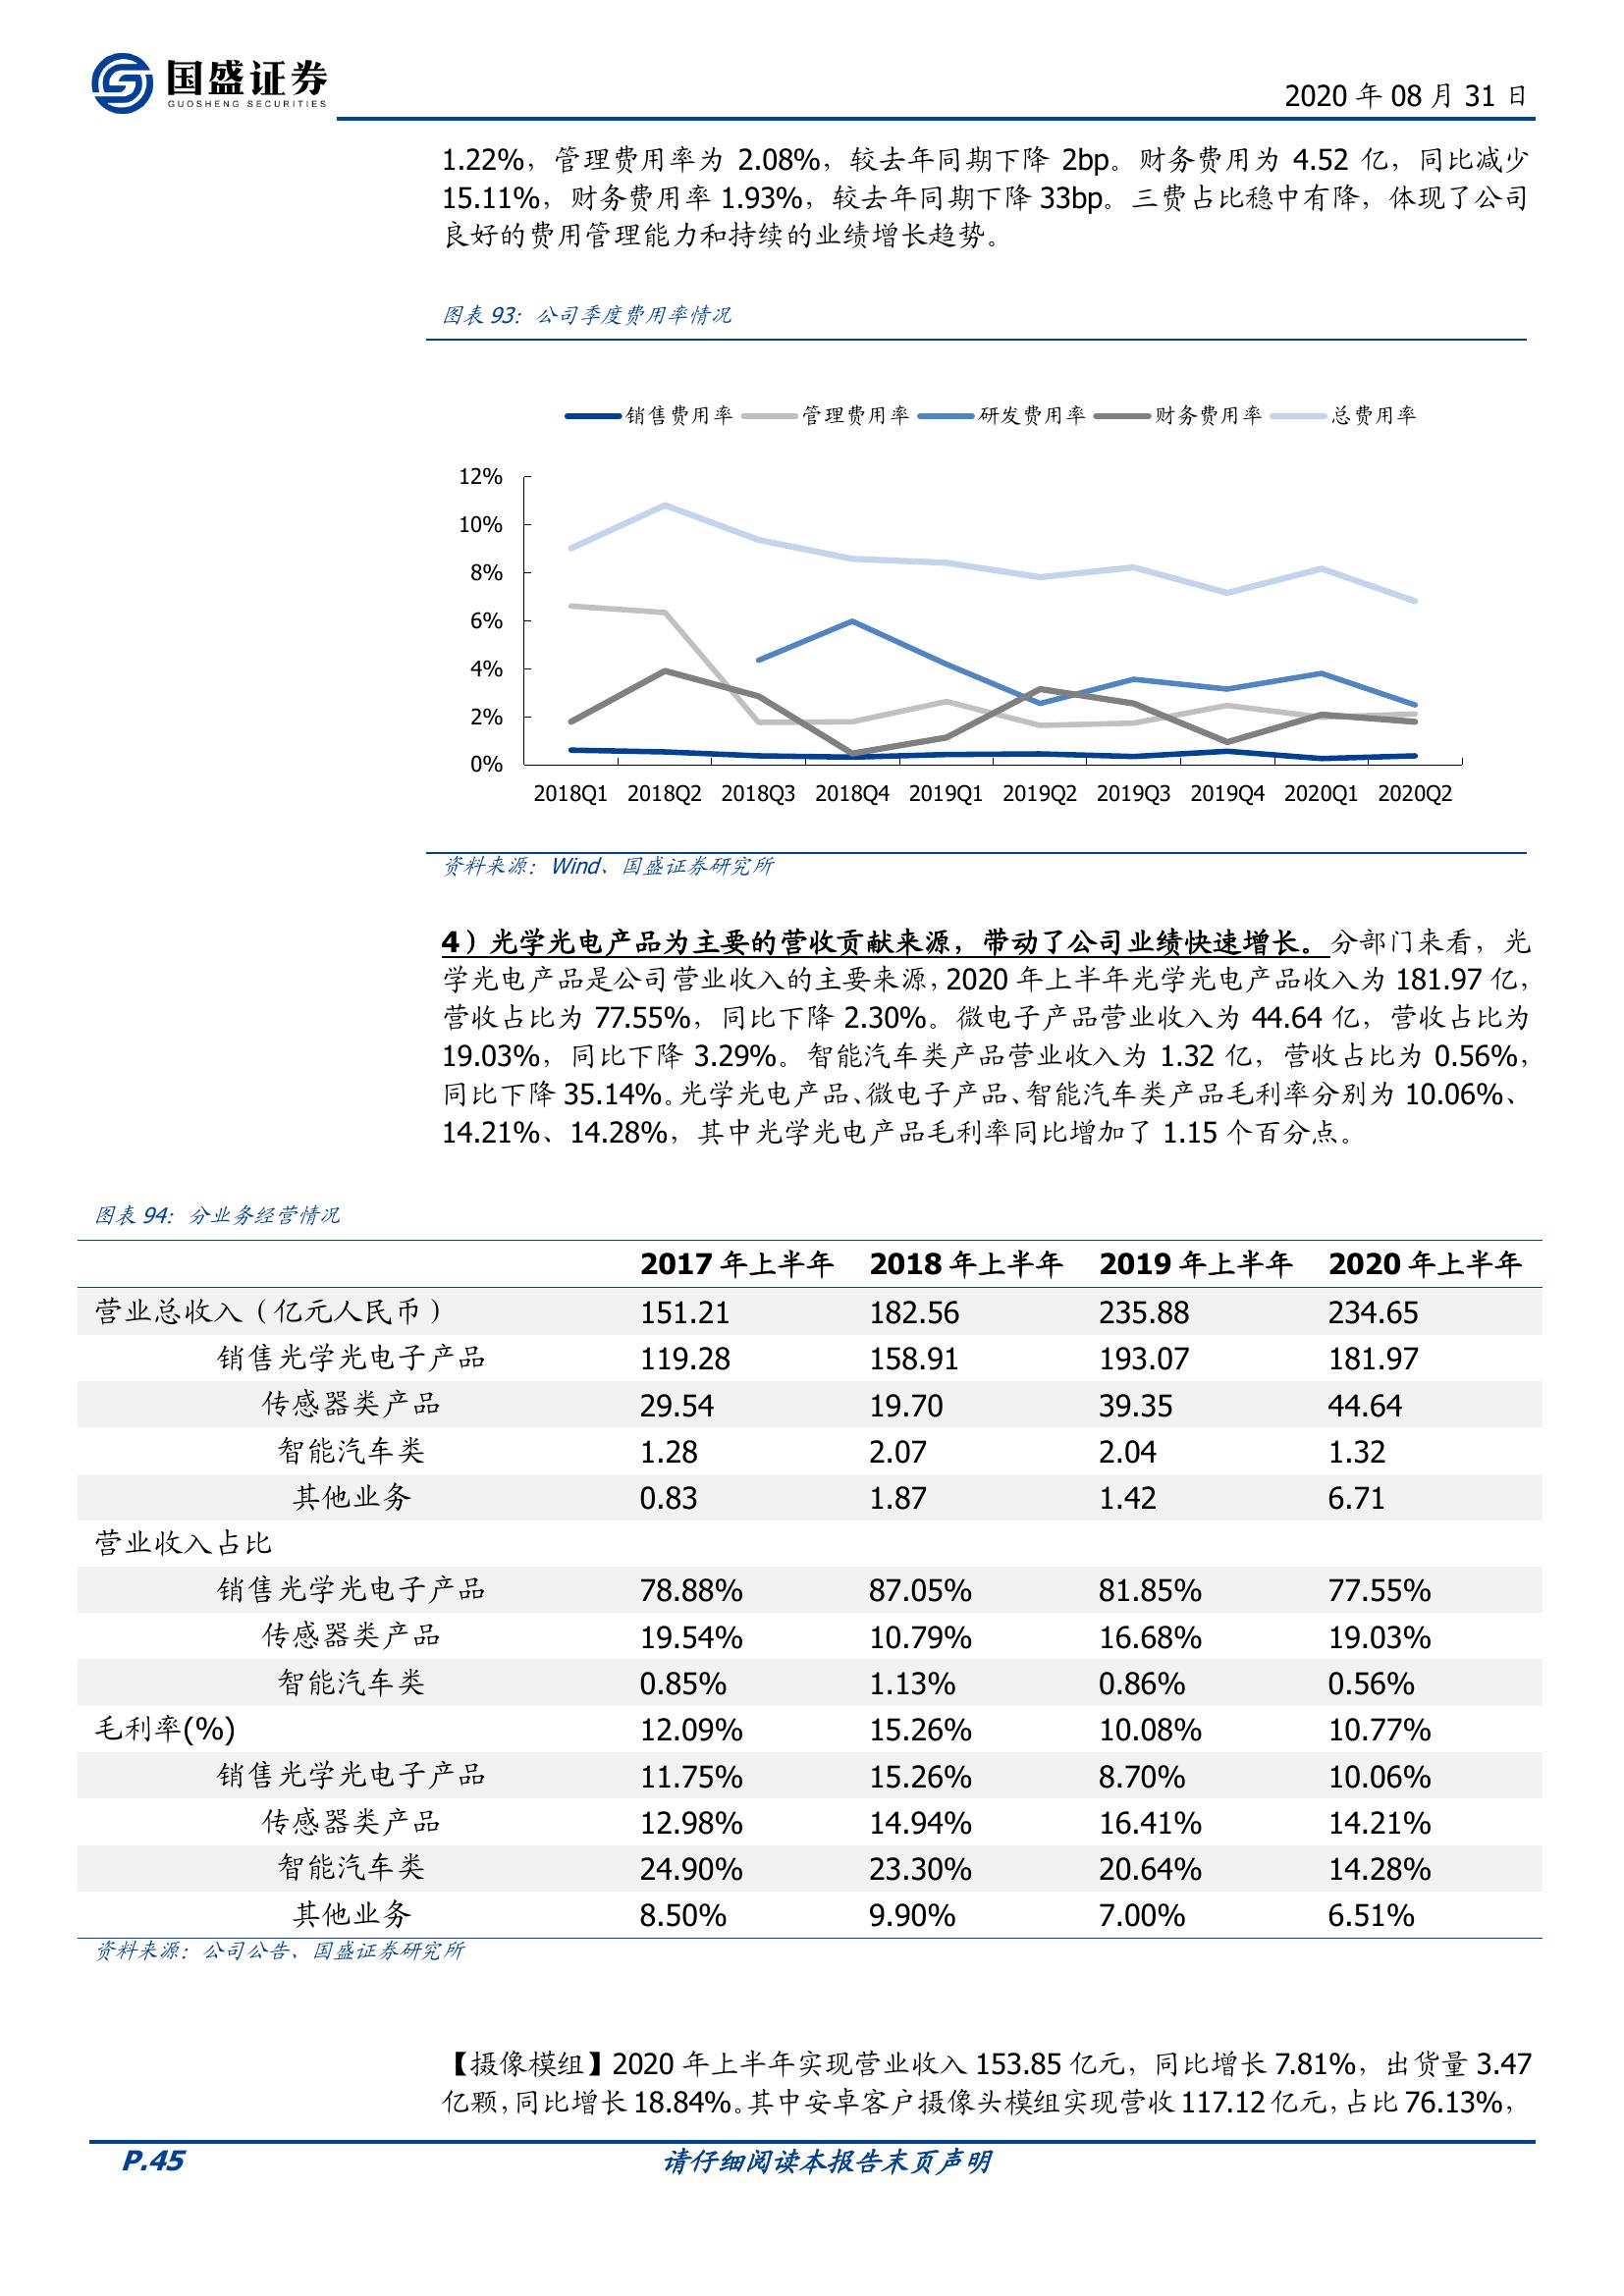 国盛证券
GUOSHENG SECURITIES
2020 年 08 月 31 日
1.22%，管理费用率为 2.08%，较去年同期下降 2bp。财务费用为 4.52 亿，同比减少
15.11%，财务费用率 1.93%，较去年同期下降 33bp。三费占比稳中有降，体现了公司
良好的费用管理能力和持续的业绩增长趋势。
图表 93：公司季度费用率情况
销售费用率 管理费用率 研发费用率 财务费用率 总费用率
12%
10%
8%
6%
4%
2%
0%
2018Q1 2018Q2 2018Q3 2018Q4 2019Q1 2019Q2 2019Q3 2019Q4 2020Q1 2020Q2
资料来源：Wind、国盛证券研究所
4）光学光电产品为主要的营收贡献来源，带动了公司业绩快速增长。分部门来看，光
学光电产品是公司营业收入的主要来源，2020 年上半年光学光电产品收入为 181.97 亿，
营收占比为 77.55%，同比下降 2.30%。微电子产品营业收入为 44.64 亿，营收占比为
19.03%，同比下降 3.29%。智能汽车类产品营业收入为 1.32 亿，营收占比为 0.56%，
同比下降 35.14%。光学光电产品、微电子产品、智能汽车类产品毛利率分别为 10.06%、
14.21%、14.28%，其中光学光电产品毛利率同比增加了 1.15 个百分点。
图表 94：分业务经营情况
2017 年上半年 2018 年上半年 2019 年上半年 2020 年上半年
营业总收入（亿元人民币） 151.21 182.56 235.88 234.65
销售光学光电子产品 119.28 158.91 193.07 181.97
传感器类产品 29.54 19.70 39.35 44.64
智能汽车类 1.28 2.07 2.04 1.32
其他业务 0.83 1.87 1.42 6.71
营业收入占比
销售光学光电子产品 78.88% 87.05% 81.85% 77.55%
传感器类产品 19.54% 10.79% 16.68% 19.03%
智能汽车类 0.85% 1.13% 0.86% 0.56%
毛利率(%) 12.09% 15.26% 10.08% 10.77%
销售光学光电子产品 11.75% 15.26% 8.70% 10.06%
传感器类产品 12.98% 14.94% 16.41% 14.21%
智能汽车类 24.90% 23.30% 20.64% 14.28%
其他业务 8.50% 9.90% 7.00% 6.51%
资料来源：公司公告、国盛证券研究所
【摄像模组】2020 年上半年实现营业收入 153.85 亿元，同比增长 7.81%，出货量 3.47
亿颗，同比增长 18.84%。其中安卓客户摄像头模组实现营收 117.12 亿元，占比 76.13%，
P.45 请仔细阅读本报告末页声明